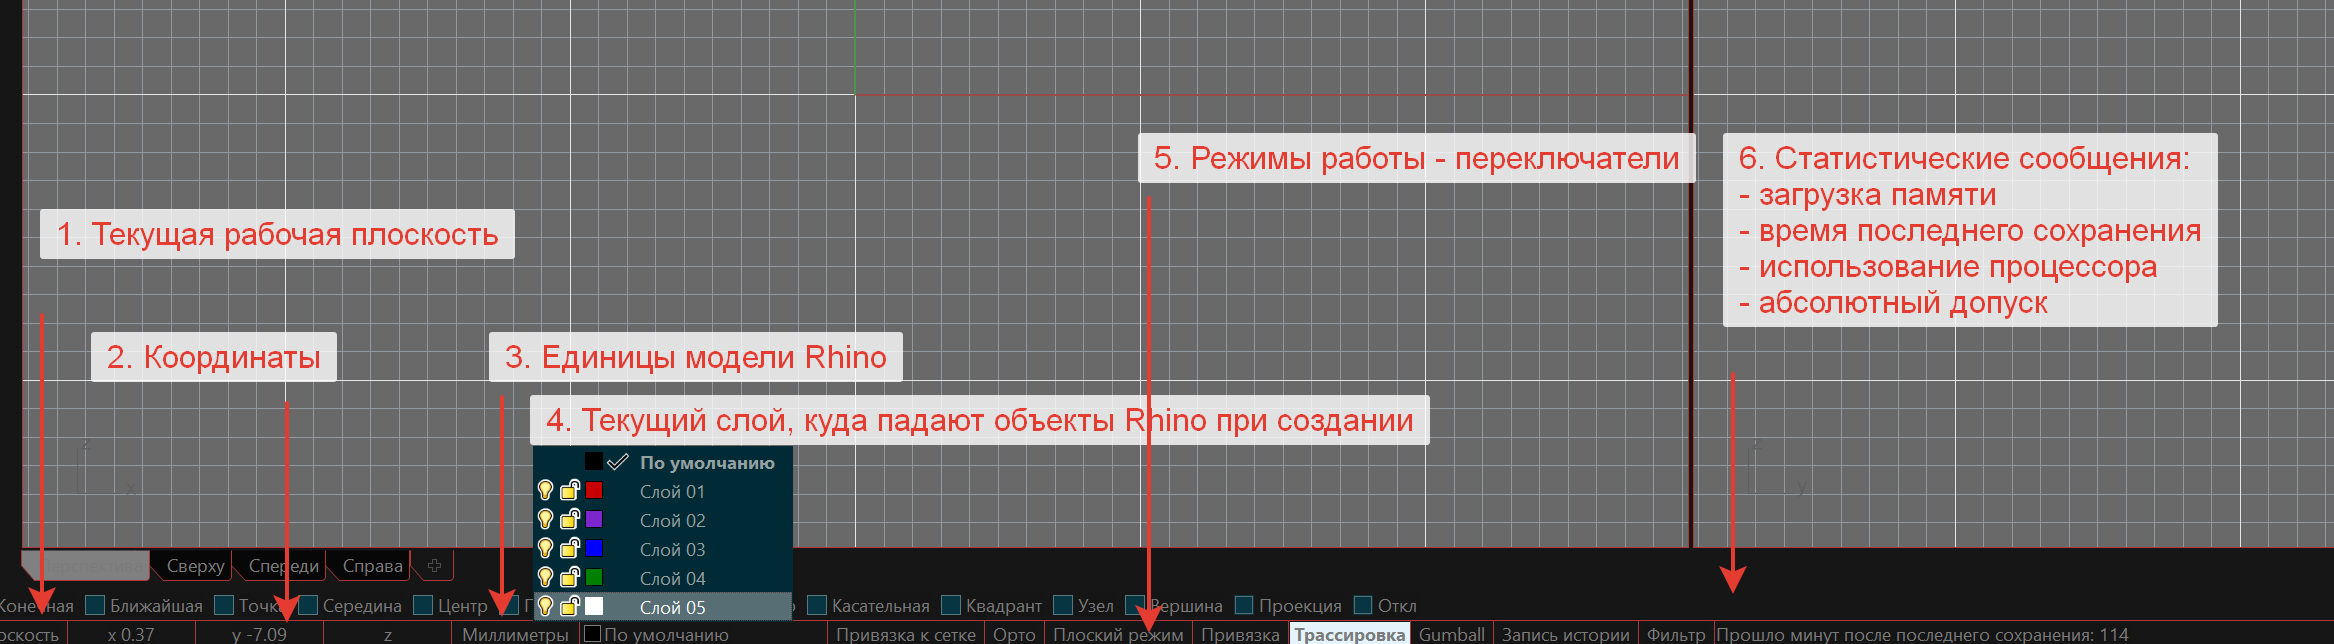 5. Режимы работы - переключатели
6. Статистические сообщения:
- загрузка памяти
- время последнего сохранения
- использование процессора
- абсолютный допуск
1. Текущая рабочая плоскость
2. Координаты
3. Единицы модели Rhino
4. Текущий слой, куда падают объекты Rhino при создании
z
x
z
y
По умолчанию
Слой 01
Слой 02
Слой 03
Слой 04
Слой 05
Сверху Спереди Справа
Конечная Ближайшая Точка Середина Центр Касательная Квадрант Узел Вершина Проекция Откл
оскость x 0.37 y -7.09 z Миллиметры По умолчанию Привязка к сетке Орто Плоский режим Привязка Трассировка Gumball Запись истории Фильтр Прошло минут после последнего сохранения: 114